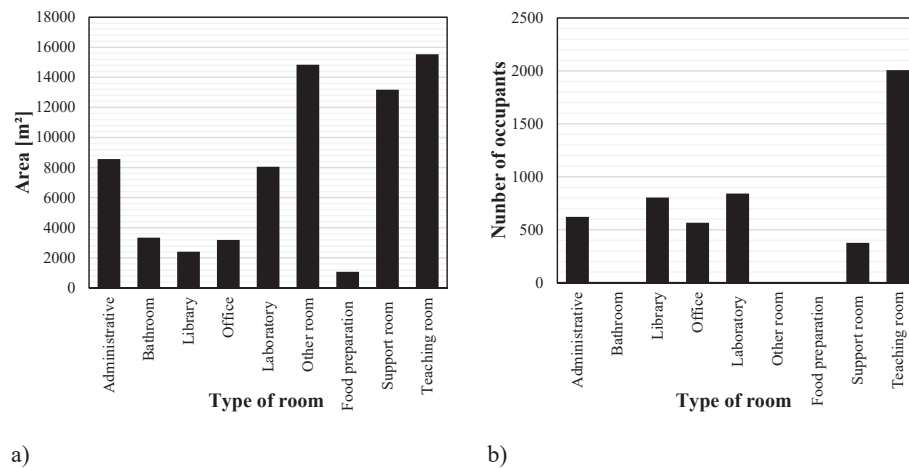 18000
16000
14000
12000
10000
8000
6000
4000
2000
0
Area [m²]
Administrative
Bathroom
Library
Office
Laboratory
Other room
Food preparation
Support room
Teaching room
Type of room
a)
2500
2000
1500
1000
500
0
Nunber of occupants
Administrative
Bathroom
Library
Office
Laboratory
Other room
Food preparation
Support room
Teaching room
Type of room
b)